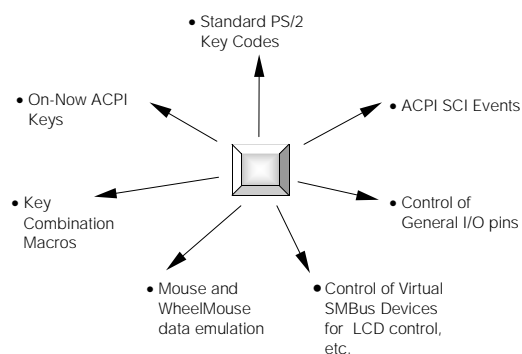 • Standard PS/2
Key Codes
• On-Now ACPI
Keys
• ACPI SCI Events
• Key
Combination
Macros
• Control of
General I/O pins
• Mouse and
WheelMouse
data emulation
• Control of Virtual
SMBus Devices
for LCD control,
etc.